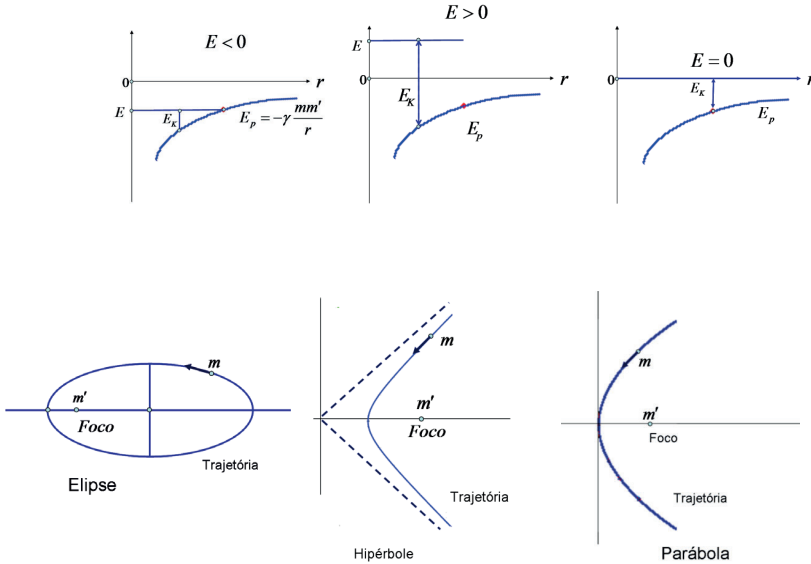 E < 0
0
r
E
E_K
E_p = -γ mm'/r
E > 0
E
0
r
E_K
E_p
E = 0
0
r
E_K
E_p
m
m'
Foco
Trajetória
Elipse
m
m'
Foco
Trajetória
Hipérbole
m
m'
Foco
Trajetória
Parábola